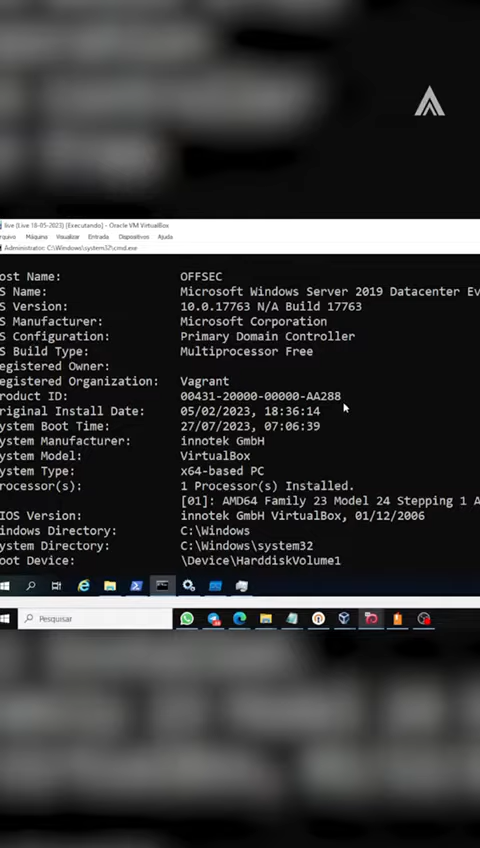 live (Live 18-05-2023) [Executando] - Oracle VM VirtualBox
rquivo Máquina Visualizar Entrada Dispositivos Ajuda
Administrator: C:\Windows\system32\cmd.exe
ost Name: OFFSEC
S Name: Microsoft Windows Server 2019 Datacenter Ev
S Version: 10.0.17763 N/A Build 17763
S Manufacturer: Microsoft Corporation
S Configuration: Primary Domain Controller
S Build Type: Multiprocessor Free
egistered Owner:
egistered Organization: Vagrant
roduct ID: 00431-20000-00000-AA288
riginal Install Date: 05/02/2023, 18:36:14
ystem Boot Time: 27/07/2023, 07:06:39
ystem Manufacturer: innotek GmbH
ystem Model: VirtualBox
ystem Type: x64-based PC
rocessor(s): 1 Processor(s) Installed.
[01]: AMD64 Family 23 Model 24 Stepping 1 A
IOS Version: innotek GmbH VirtualBox, 01/12/2006
indows Directory: C:\Windows
ystem Directory: C:\Windows\system32
oot Device: \Device\HarddiskVolume1
Pesquisar